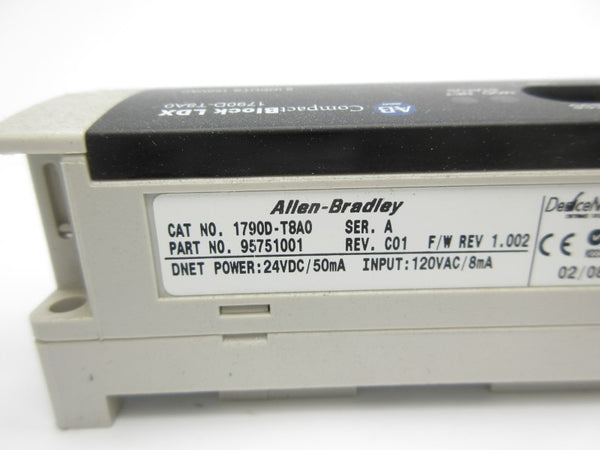 AB
CompactBlock LDX
1790D-T8A0
Allen-Bradley
CAT NO. 1790D-T8A0 SER. A
PART NO. 95751001 REV. C01 F/W REV 1.002
DNET POWER:24VDC/50mA INPUT:120VAC/8mA
CE
02/08